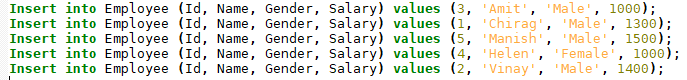 Insert into Employee (Id, Name, Gender, Salary) values (3, 'Amit', 'Male', 1000);
Insert into Employee (Id, Name, Gender, Salary) values (1, 'Chirag', 'Male', 1300);
Insert into Employee (Id, Name, Gender, Salary) values (5, 'Manish', 'Male', 1500);
Insert into Employee (Id, Name, Gender, Salary) values (4, 'Helen', 'Female', 1000);
Insert into Employee (Id, Name, Gender, Salary) values (2, 'Vinay', 'Male', 1400);